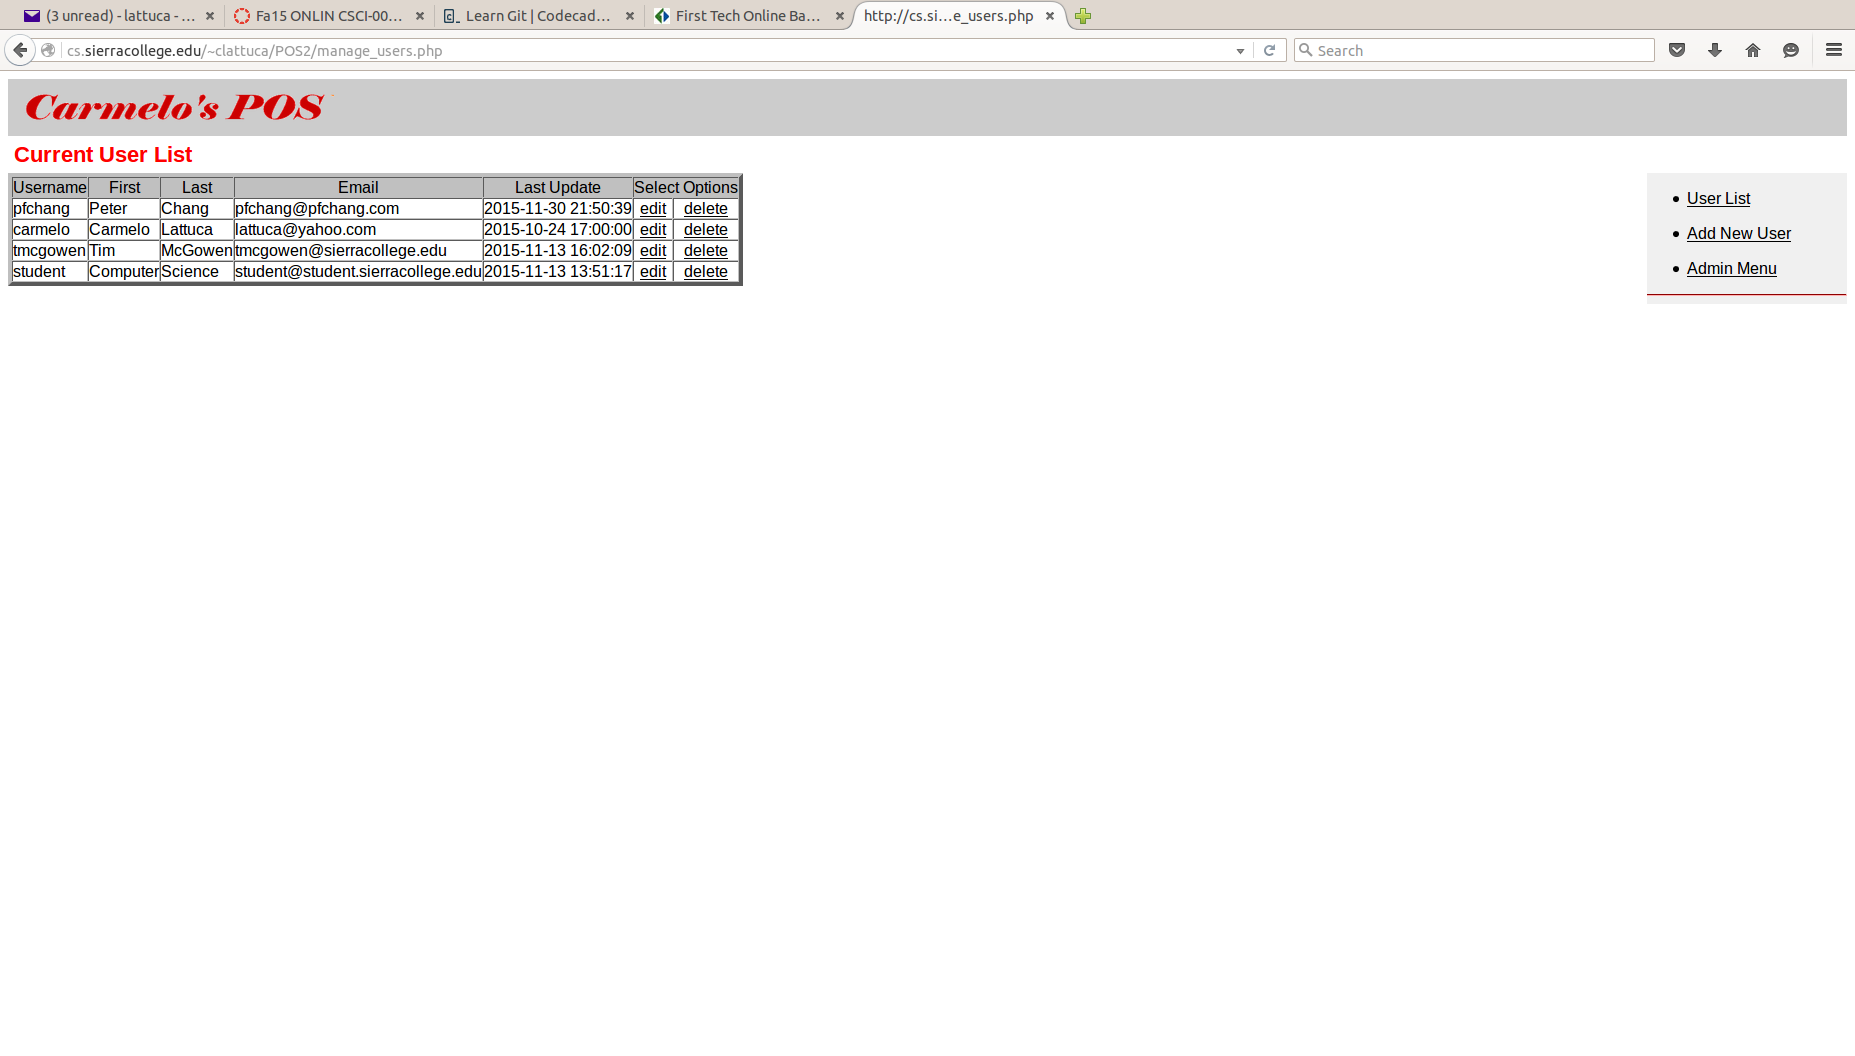 (3 unread) - lattuca - ... Fa15 ONLIN CSCI-00... Learn Git | Codecad... First Tech Online Ba... http://cs.si...e_users.php
cs.sierracollege.edu/~clattuca/POS2/manage_users.php Search
Carmelo's POS
Current User List
Username First Last Email Last Update Select Options
pfchang Peter Chang pfchang@pfchang.com 2015-11-30 21:50:39 edit delete
carmelo Carmelo Lattuca lattuca@yahoo.com 2015-10-24 17:00:00 edit delete
tmcgowen Tim McGowen tmcgowen@sierracollege.edu 2015-11-13 16:02:09 edit delete
student Computer Science student@student.sierracollege.edu 2015-11-13 13:51:17 edit delete
User List
Add New User
Admin Menu